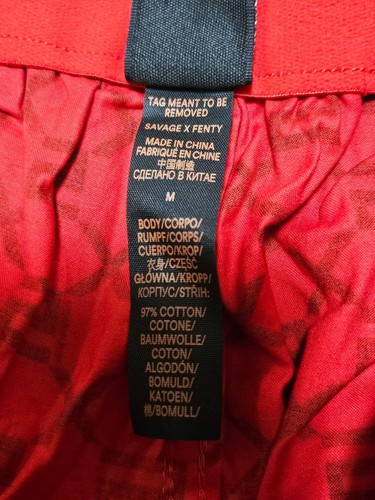 TAG MEANT TO BE
REMOVED
SAVAGE X FENTY
MADE IN CHINA
FABRIQUÉ EN CHINE
中国制造
СДЕЛАНО В КИТАЕ
M
BODY/CORPO/
RUMPF/CORPS/
CUERPO/KROP/
衣身/CZĘŚĆ
GŁÓWNA/KROPP/
КОРПУС/STŘIH:
97% COTTON/
COTONE/
BAUMWOLLE/
COTON/
ALGODÓN/
BOMULD/
KATOEN/
棉/BOMULL/